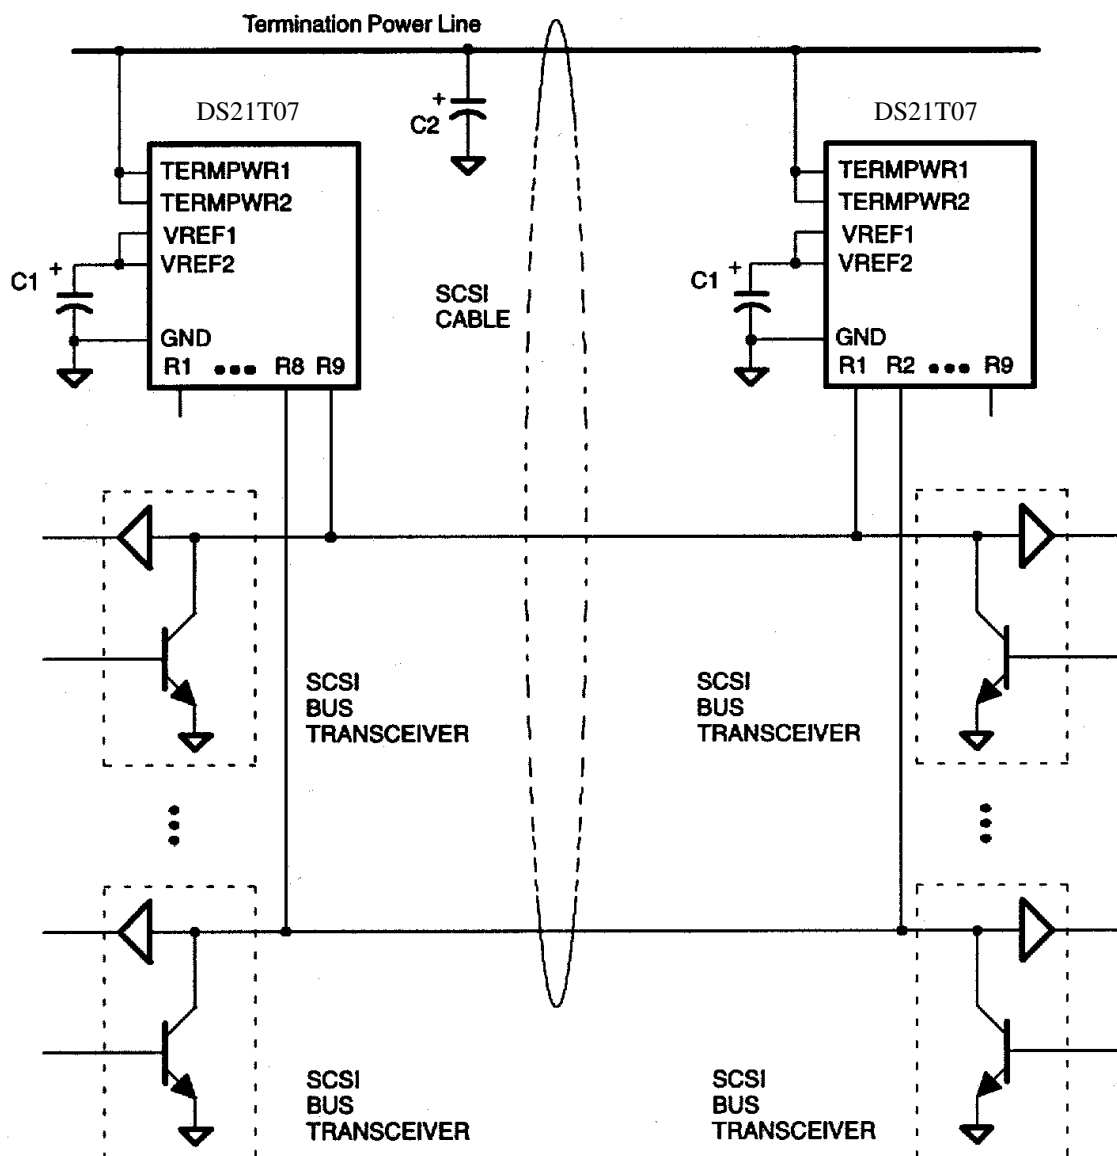 Termination Power Line
DS21T07
TERMPWR1
TERMPWR2
VREF1
VREF2
GND
R1 ●●● R8 R9
C1 +
+
C2
SCSI
CABLE
DS21T07
TERMPWR1
TERMPWR2
VREF1
VREF2
GND
R1 R2 ●●● R9
C1 +
SCSI
BUS
TRANSCEIVER
SCSI
BUS
TRANSCEIVER
SCSI
BUS
TRANSCEIVER
SCSI
BUS
TRANSCEIVER